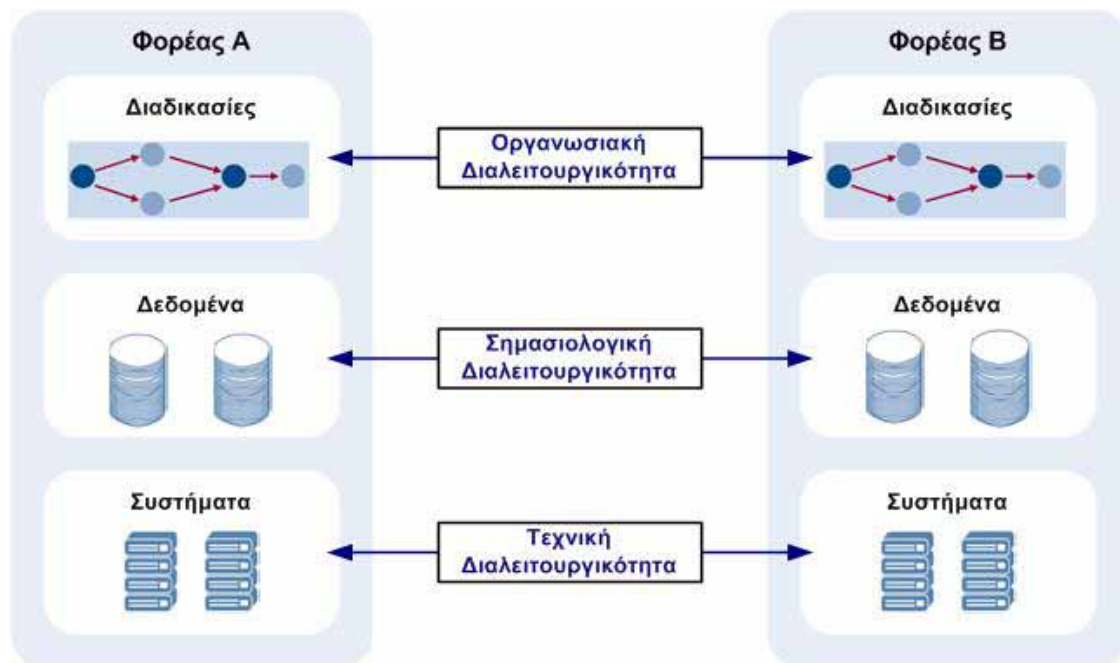 Φορέας Α
Διαδικασίες
Δεδομένα
Συστήματα
Οργανωσιακή
Διαλειτουργικότητα
Σημασιολογική
Διαλειτουργικότητα
Τεχνική
Διαλειτουργικότητα
Φορέας Β
Διαδικασίες
Δεδομένα
Συστήματα